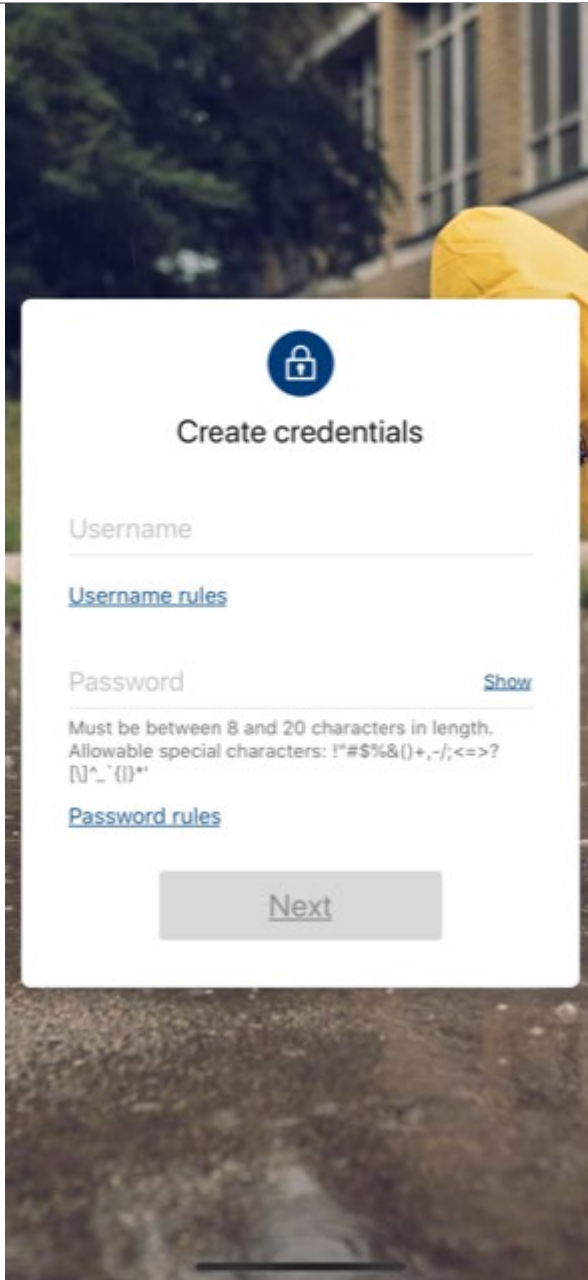 Create credentials
Username
Username rules
Password Show
Must be between 8 and 20 characters in length.
Allowable special characters: !"#$%&()+,-/;<=>?
[\]^_`{|}*'
Password rules
Next